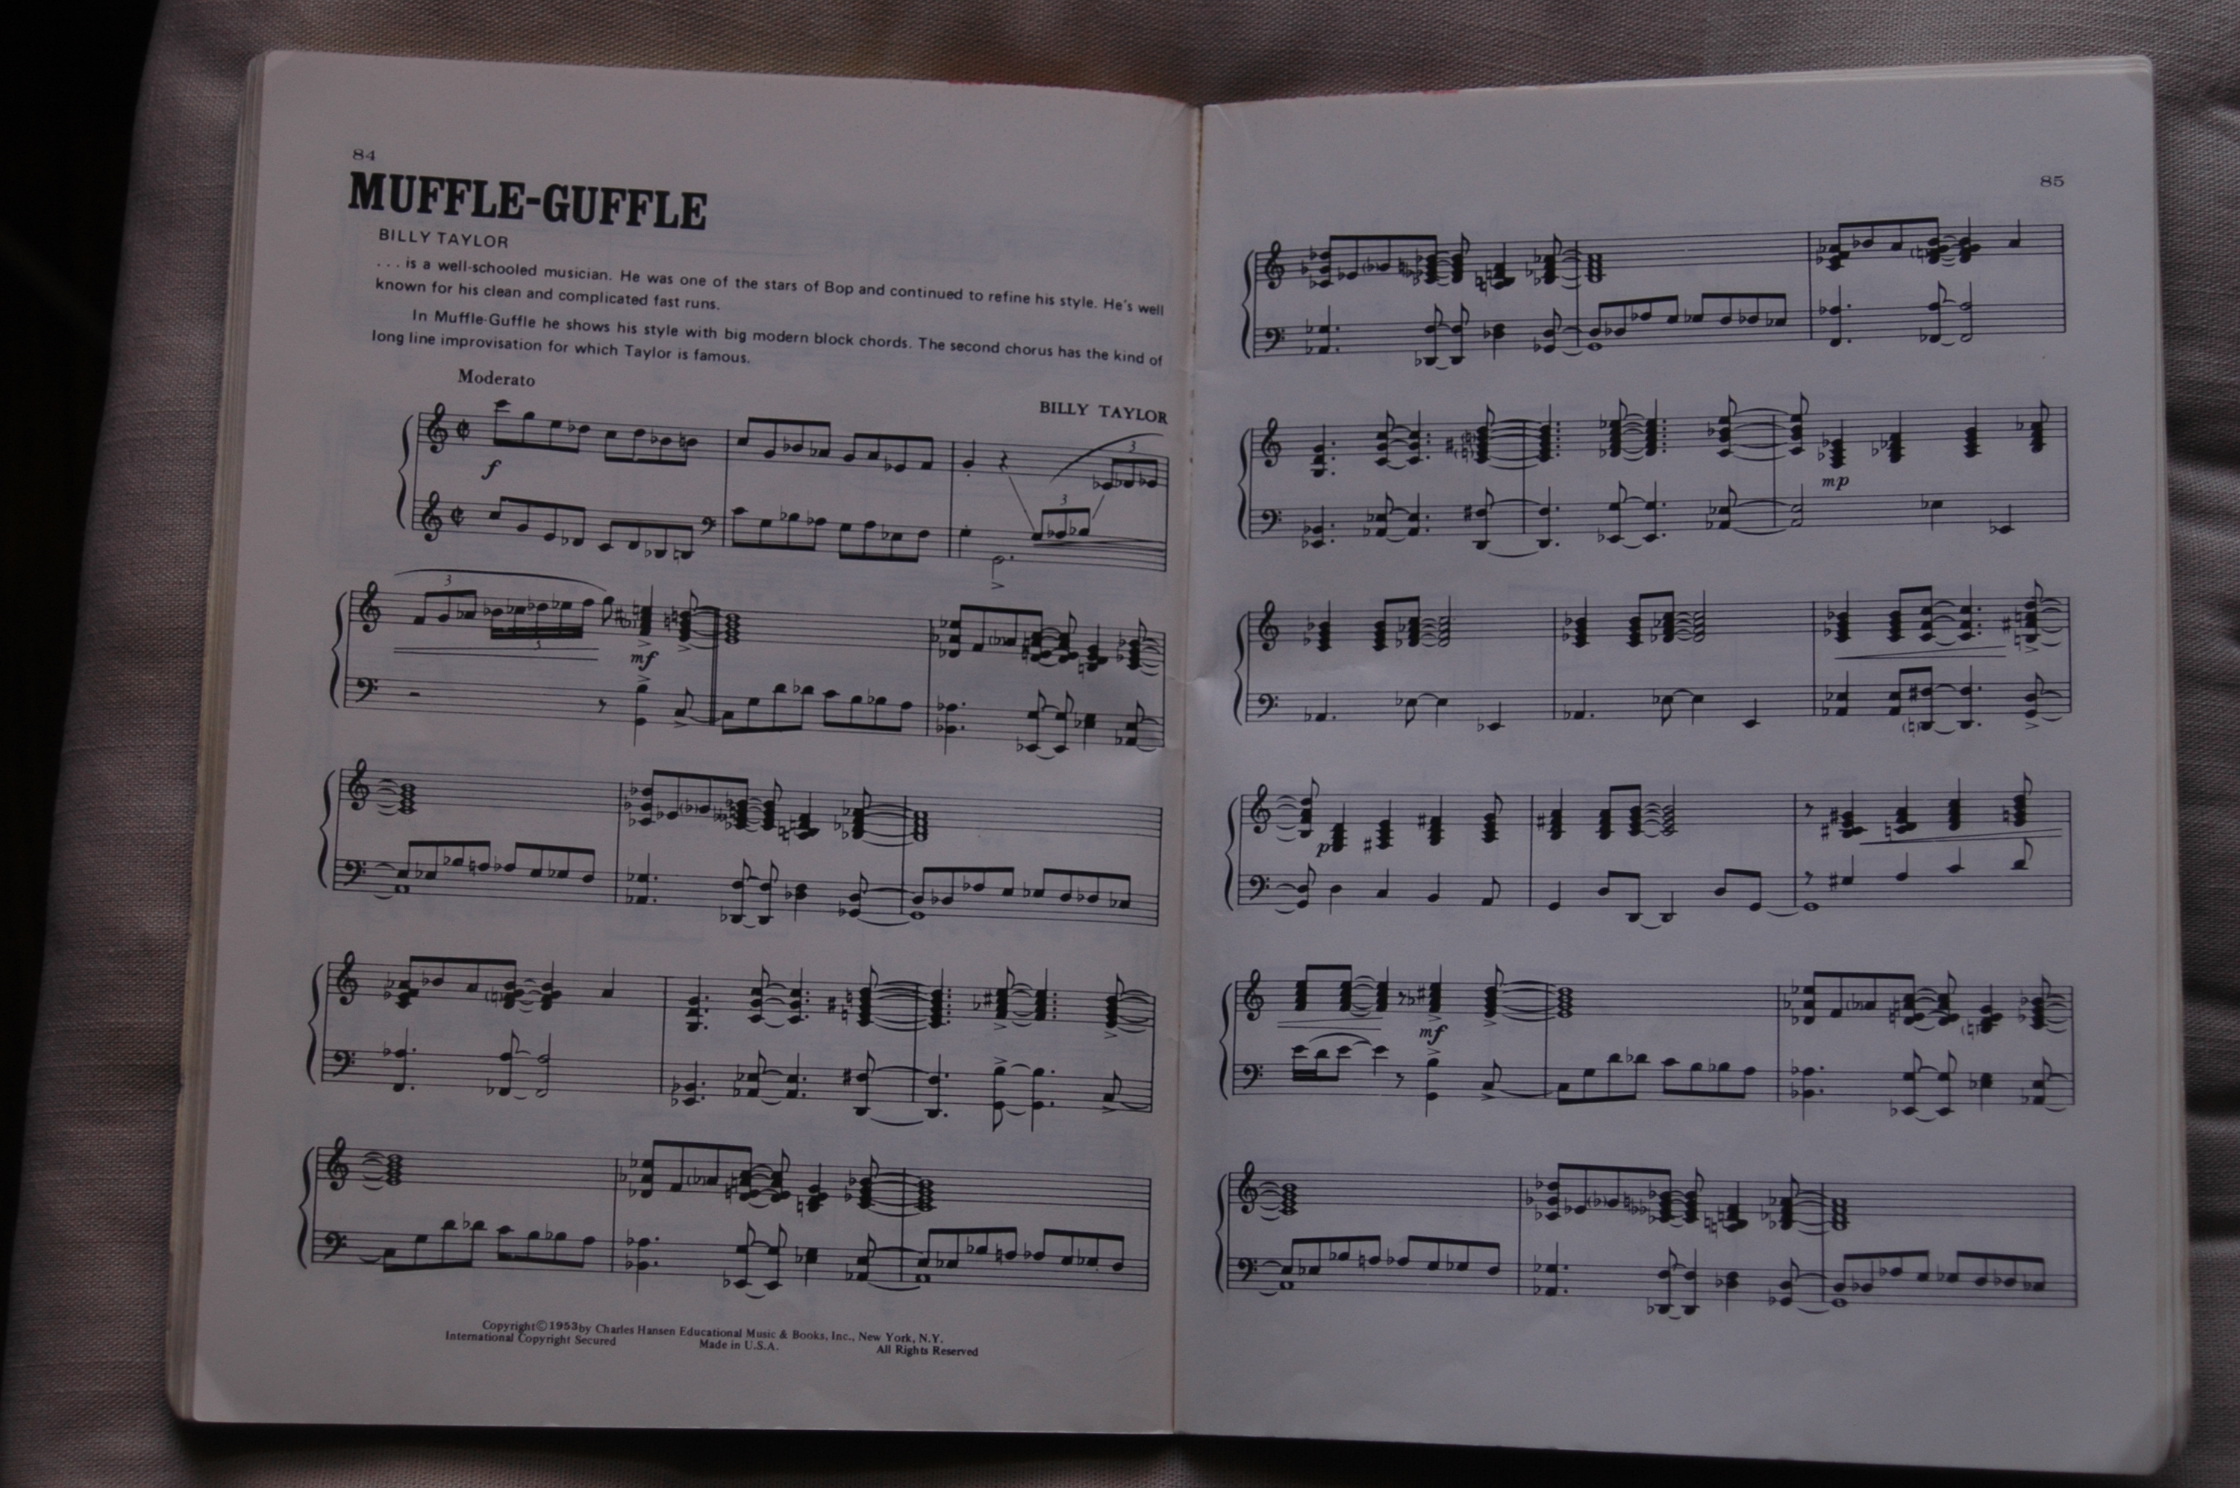 84
MUFFLE-GUFFLE
BILLY TAYLOR
. . . is a well-schooled musician. He was one of the stars of Bop and continued to refine his style. He's well
known for his clean and complicated fast runs.
In Muffle-Guffle he shows his style with big modern block chords. The second chorus has the kind of
long line improvisation for which Taylor is famous.
Moderato
BILLY TAYLOR
f
3
3
3
5
mf
Copyright©1953 by Charles Hansen Educational Music & Books, Inc., New York, N.Y.
International Copyright Secured Made in U.S.A. All Rights Reserved
85
mp
p
mf